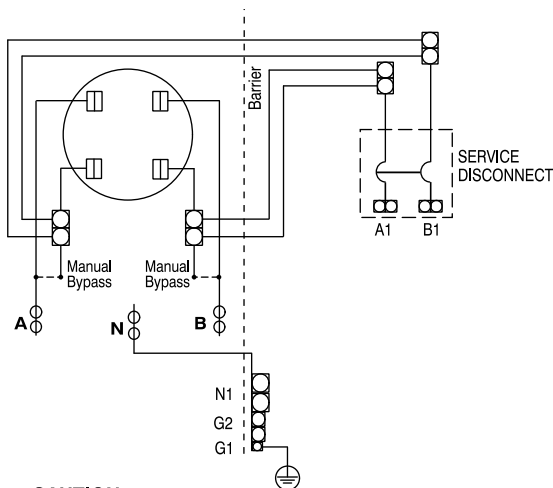 Barrier
SERVICE
DISCONNECT
A1
B1
Manual
Bypass
Manual
Bypass
A
N
B
N1
G2
G1